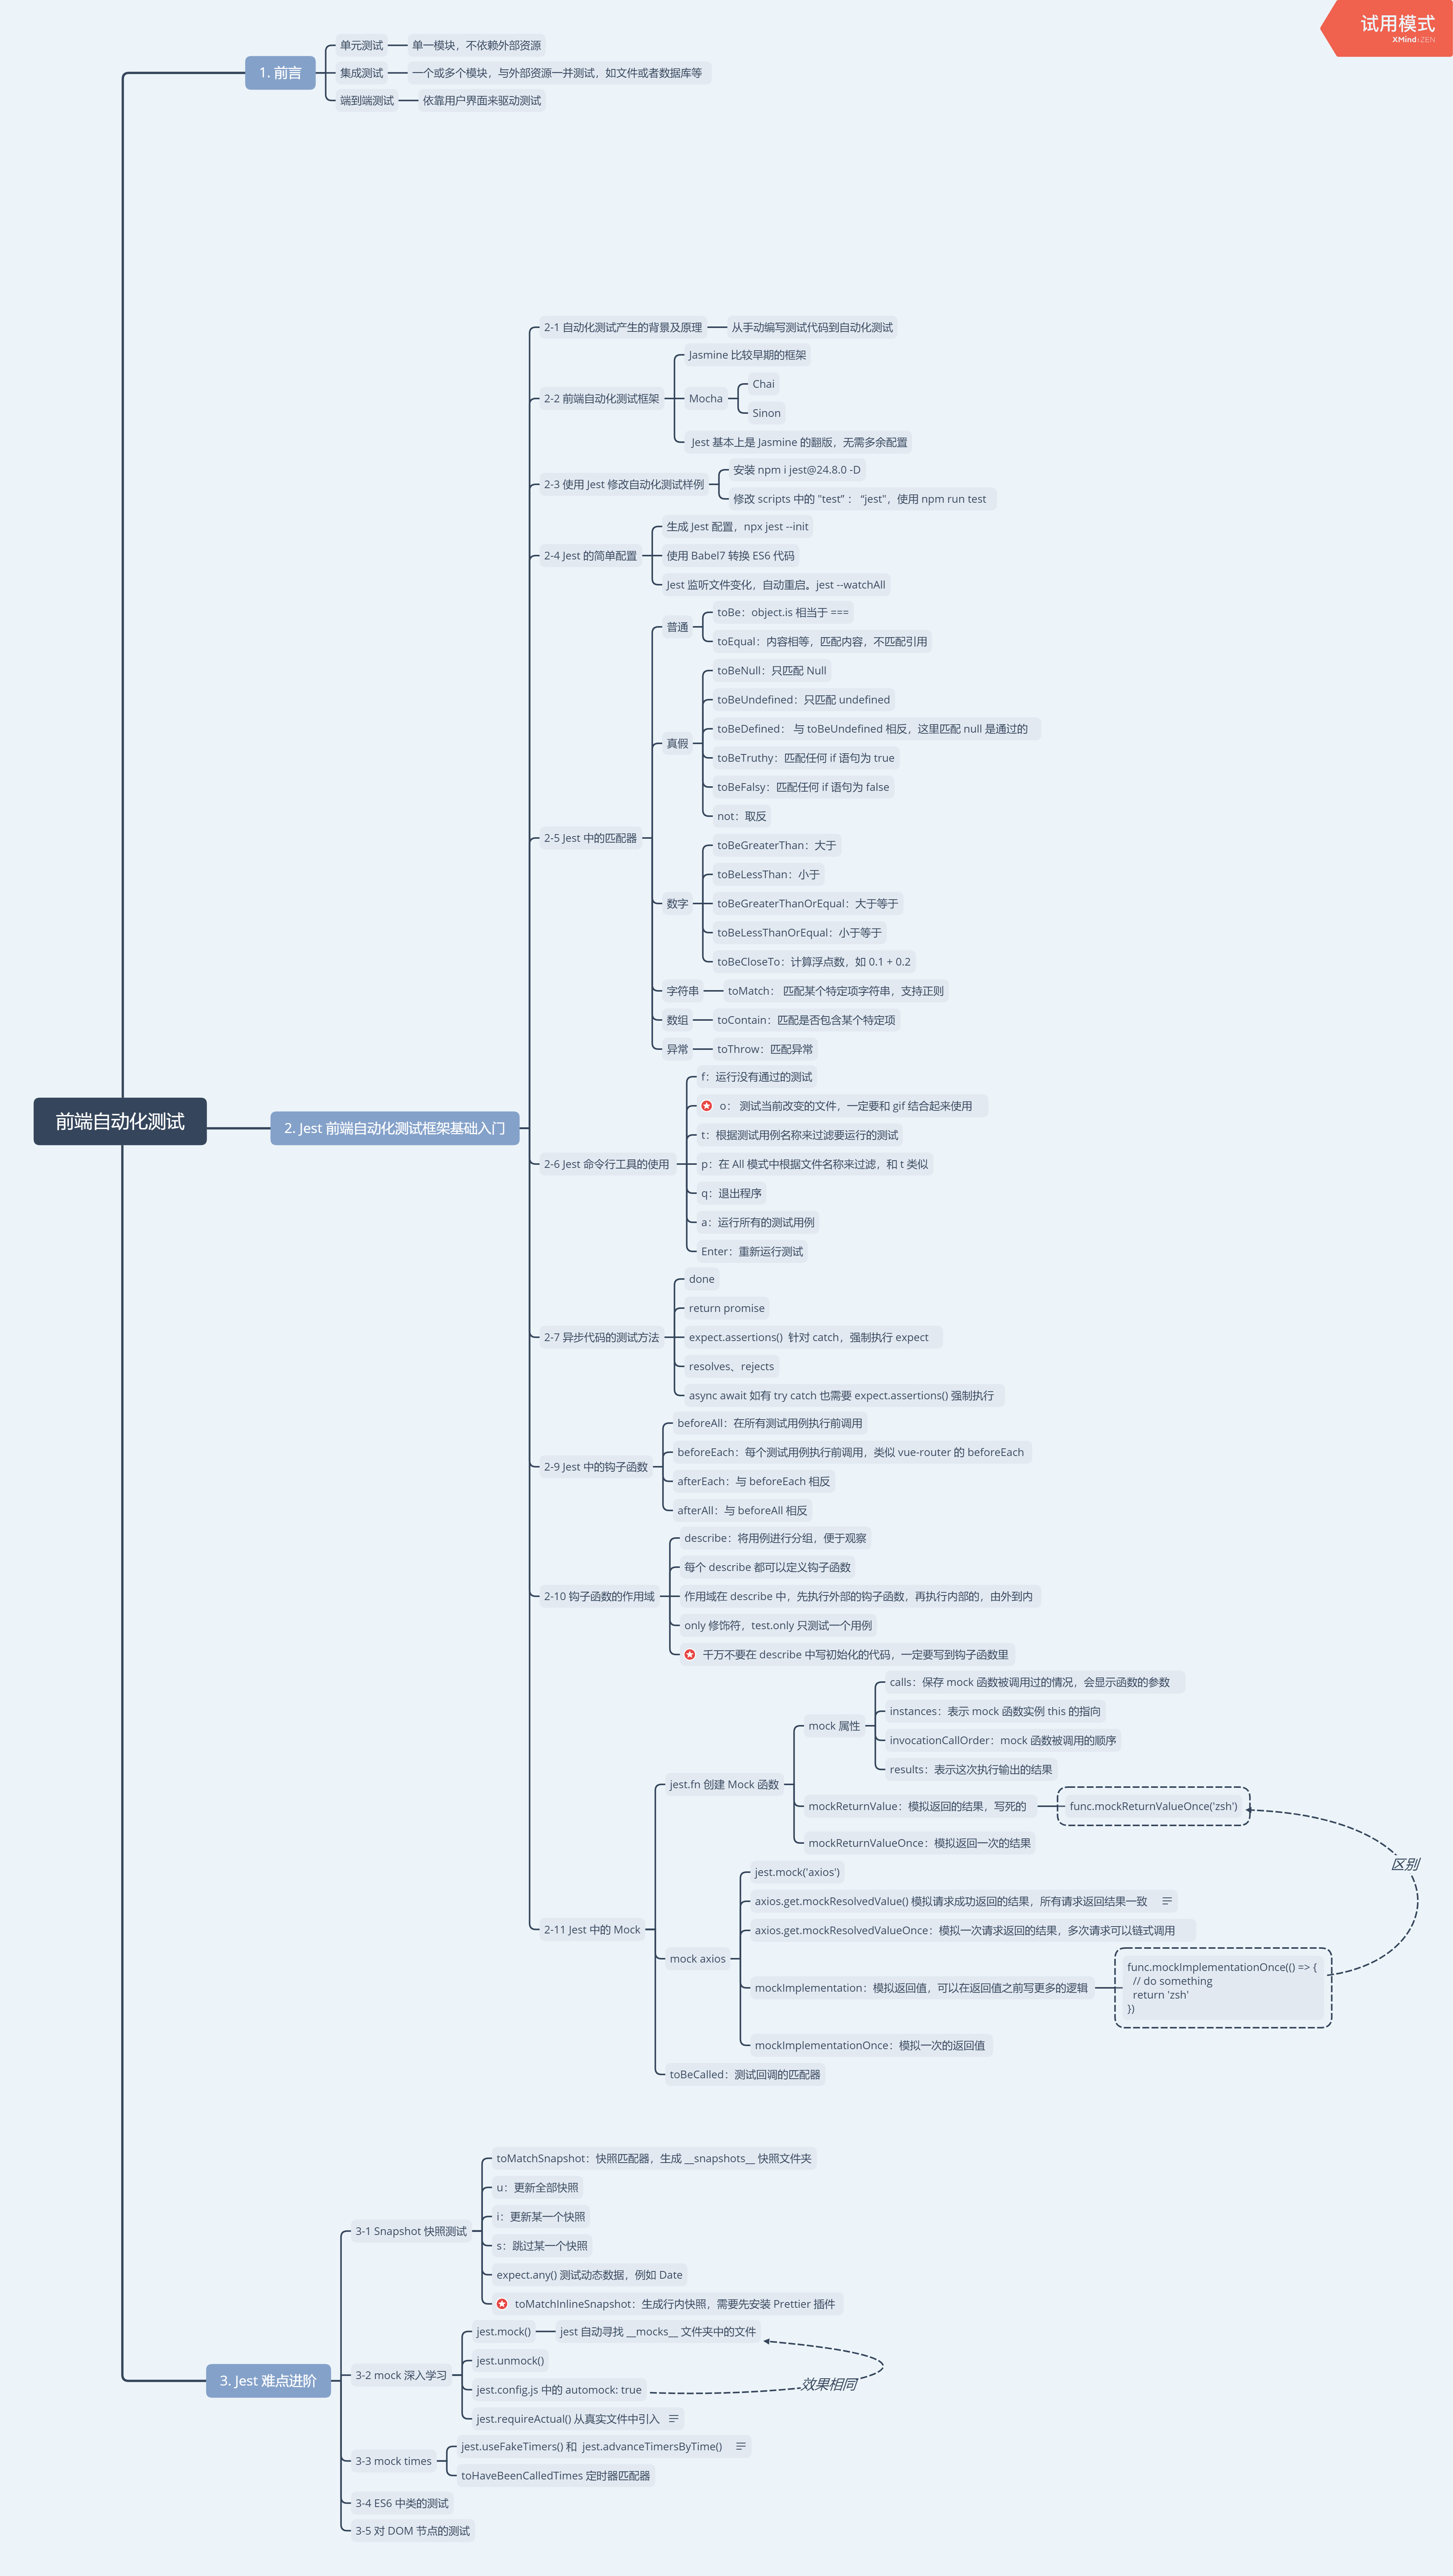 试用模式
XMind:ZEN
前端自动化测试
1. 前言
单元测试
单一模块，不依赖外部资源
集成测试
一个或多个模块，与外部资源一并测试，如文件或者数据库等
端到端测试
依靠用户界面来驱动测试
2. Jest 前端自动化测试框架基础入门
2-1 自动化测试产生的背景及原理
从手动编写测试代码到自动化测试
2-2 前端自动化测试框架
Jasmine 比较早期的框架
Mocha
Chai
Sinon
Jest 基本上是 Jasmine 的翻版，无需多余配置
2-3 使用 Jest 修改自动化测试样例
安装 npm i jest@24.8.0 -D
修改 scripts 中的 "test" ： “jest"，使用 npm run test
2-4 Jest 的简单配置
生成 Jest 配置，npx jest --init
使用 Babel7 转换 ES6 代码
Jest 监听文件变化，自动重启。jest --watchAll
2-5 Jest 中的匹配器
普通
toBe：object.is 相当于 ===
toEqual：内容相等，匹配内容，不匹配引用
真假
toBeNull：只匹配 Null
toBeUndefined：只匹配 undefined
toBeDefined： 与 toBeUndefined 相反，这里匹配 null 是通过的
toBeTruthy：匹配任何 if 语句为 true
toBeFalsy：匹配任何 if 语句为 false
not：取反
数字
toBeGreaterThan：大于
toBeLessThan：小于
toBeGreaterThanOrEqual：大于等于
toBeLessThanOrEqual：小于等于
toBeCloseTo：计算浮点数，如 0.1 + 0.2
字符串
toMatch： 匹配某个特定项字符串，支持正则
数组
toContain：匹配是否包含某个特定项
异常
toThrow：匹配异常
2-6 Jest 命令行工具的使用
f：运行没有通过的测试
o： 测试当前改变的文件，一定要和 gif 结合起来使用
t：根据测试用例名称来过滤要运行的测试
p：在 All 模式中根据文件名称来过滤，和 t 类似
q：退出程序
a：运行所有的测试用例
Enter：重新运行测试
2-7 异步代码的测试方法
done
return promise
expect.assertions() 针对 catch，强制执行 expect
resolves、rejects
async await 如有 try catch 也需要 expect.assertions() 强制执行
2-9 Jest 中的钩子函数
beforeAll：在所有测试用例执行前调用
beforeEach：每个测试用例执行前调用，类似 vue-router 的 beforeEach
afterEach：与 beforeEach 相反
afterAll：与 beforeAll 相反
2-10 钩子函数的作用域
describe：将用例进行分组，便于观察
每个 describe 都可以定义钩子函数
作用域在 describe 中，先执行外部的钩子函数，再执行内部的，由外到内
only 修饰符，test.only 只测试一个用例
千万不要在 describe 中写初始化的代码，一定要写到钩子函数里
2-11 Jest 中的 Mock
jest.fn 创建 Mock 函数
mock 属性
calls：保存 mock 函数被调用过的情况，会显示函数的参数
instances：表示 mock 函数实例 this 的指向
invocationCallOrder：mock 函数被调用的顺序
results：表示这次执行输出的结果
mockReturnValue：模拟返回的结果，写死的
func.mockReturnValueOnce('zsh')
mockReturnValueOnce：模拟返回一次的结果
区别
mock axios
jest.mock('axios')
axios.get.mockResolvedValue() 模拟请求成功返回的结果，所有请求返回结果一致
axios.get.mockResolvedValueOnce：模拟一次请求返回的结果，多次请求可以链式调用
mockImplementation：模拟返回值，可以在返回值之前写更多的逻辑
func.mockImplementationOnce(() => {
// do something
return 'zsh'
})
mockImplementationOnce：模拟一次的返回值
toBeCalled：测试回调的匹配器
3. Jest 难点进阶
3-1 Snapshot 快照测试
toMatchSnapshot：快照匹配器，生成 __snapshots__ 快照文件夹
u：更新全部快照
i：更新某一个快照
s：跳过某一个快照
expect.any() 测试动态数据，例如 Date
toMatchInlineSnapshot：生成行内快照，需要先安装 Prettier 插件
3-2 mock 深入学习
jest.mock()
jest 自动寻找 __mocks__ 文件夹中的文件
jest.unmock()
jest.config.js 中的 automock: true
效果相同
jest.requireActual() 从真实文件中引入
3-3 mock times
jest.useFakeTimers() 和 jest.advanceTimersByTime()
toHaveBeenCalledTimes 定时器匹配器
3-4 ES6 中类的测试
3-5 对 DOM 节点的测试